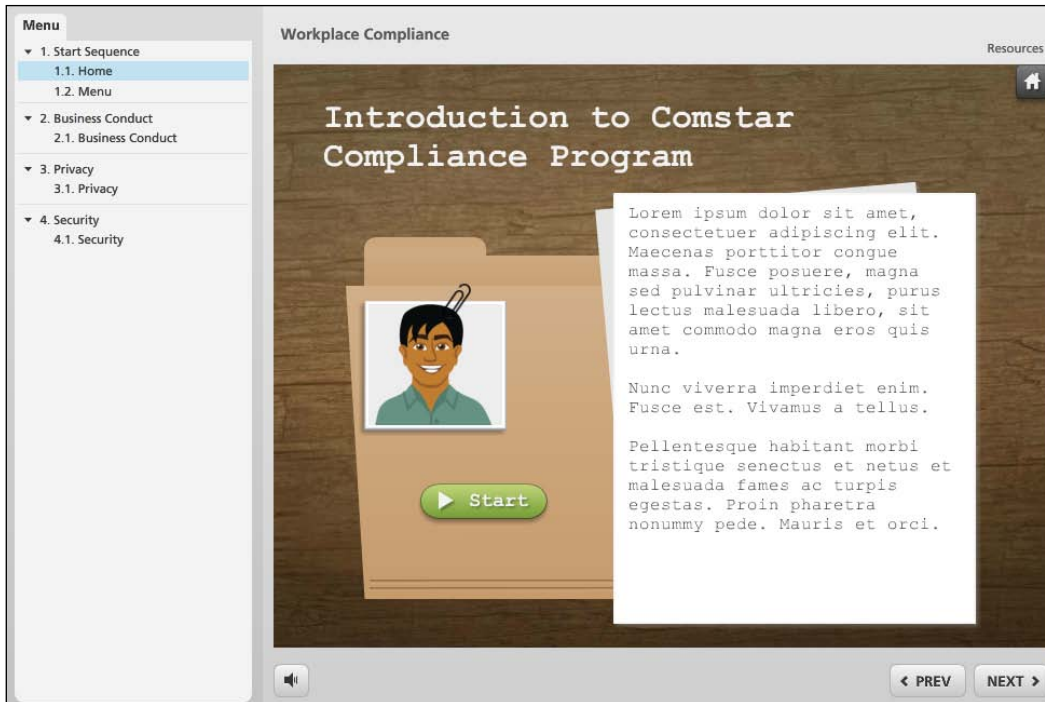 Menu
1. Start Sequence
1.1. Home
1.2. Menu
2. Business Conduct
2.1. Business Conduct
3. Privacy
3.1. Privacy
4. Security
4.1. Security
Workplace Compliance
Resources
Introduction to Comstar
Compliance Program
Lorem ipsum dolor sit amet,
consectetuer adipiscing elit.
Maecenas porttitor congue
massa. Fusce posuere, magna
sed pulvinar ultricies, purus
lectus malesuada libero, sit
amet commodo magna eros quis
urna.
Nunc viverra imperdiet enim.
Fusce est. Vivamus a tellus.
Pellentesque habitant morbi
tristique senectus et netus et
malesuada fames ac turpis
egestas. Proin pharetra
nonummy pede. Mauris et orci.
Start
PREV
NEXT